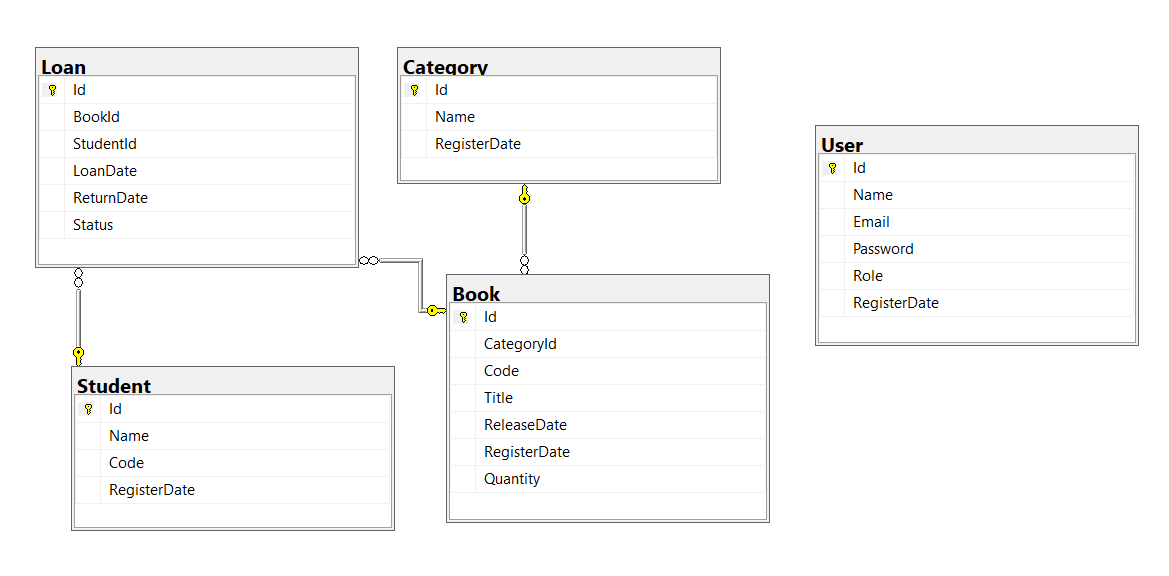 Loan
Id
BookId
StudentId
LoanDate
ReturnDate
Status
Category
Id
Name
RegisterDate
User
Id
Name
Email
Password
Role
RegisterDate
Book
Id
CategoryId
Code
Title
ReleaseDate
RegisterDate
Quantity
Student
Id
Name
Code
RegisterDate